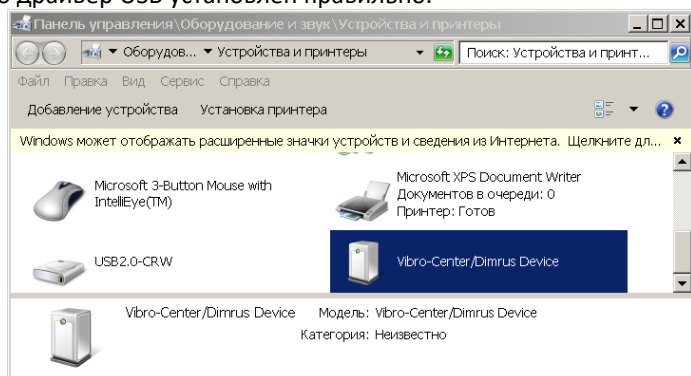 драйвер USB установлен правильно.
Панель управления\Оборудование и звук\Устройства и принтеры
Оборудов... Устройства и принтеры Поиск: Устройства и принт...
Файл Правка Вид Сервис Справка
Добавление устройства Установка принтера
Windows может отображать расширенные значки устройств и сведения из Интернета. Щелкните дл...
Microsoft 3-Button Mouse with
IntelliEye(TM)
Microsoft XPS Document Writer
Документов в очереди: 0
Принтер: Готов
USB2.0-CRW
Vibro-Center/Dimrus Device
Vibro-Center/Dimrus Device Модель: Vibro-Center/Dimrus Device
Категория: Неизвестно